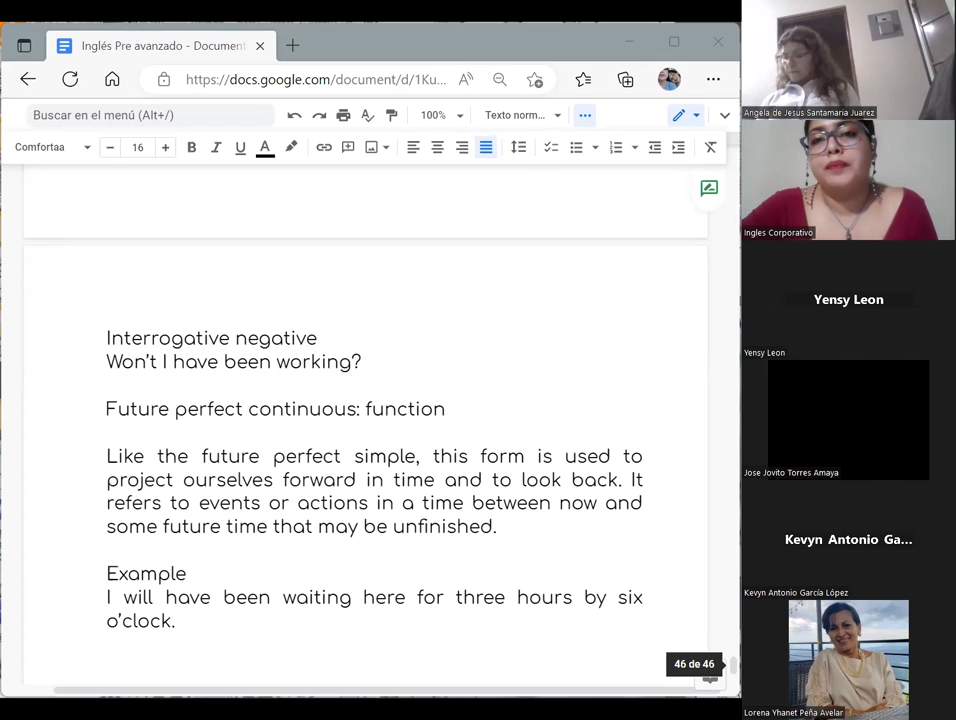 Inglés Pre avanzado - Document
https://docs.google.com/document/d/1Ku...
Buscar en el menú (Alt+/)
100%
Texto norm...
Comfortaa
16
B I U A
Interrogative negative
Won't I have been working?
Future perfect continuous: function
Like the future perfect simple, this form is used to
project ourselves forward in time and to look back. It
refers to events or actions in a time between now and
some future time that may be unfinished.
Example
I will have been waiting here for three hours by six
o'clock.
46 de 46
Angela de Jesus Santamaria Juarez
Ingles Corporativo
Yensy Leon
Yensy Leon
Jose Jovito Torres Amaya
Kevyn Antonio Ga...
Kevyn Antonio García López
Lorena Yhanet Peña Avelar